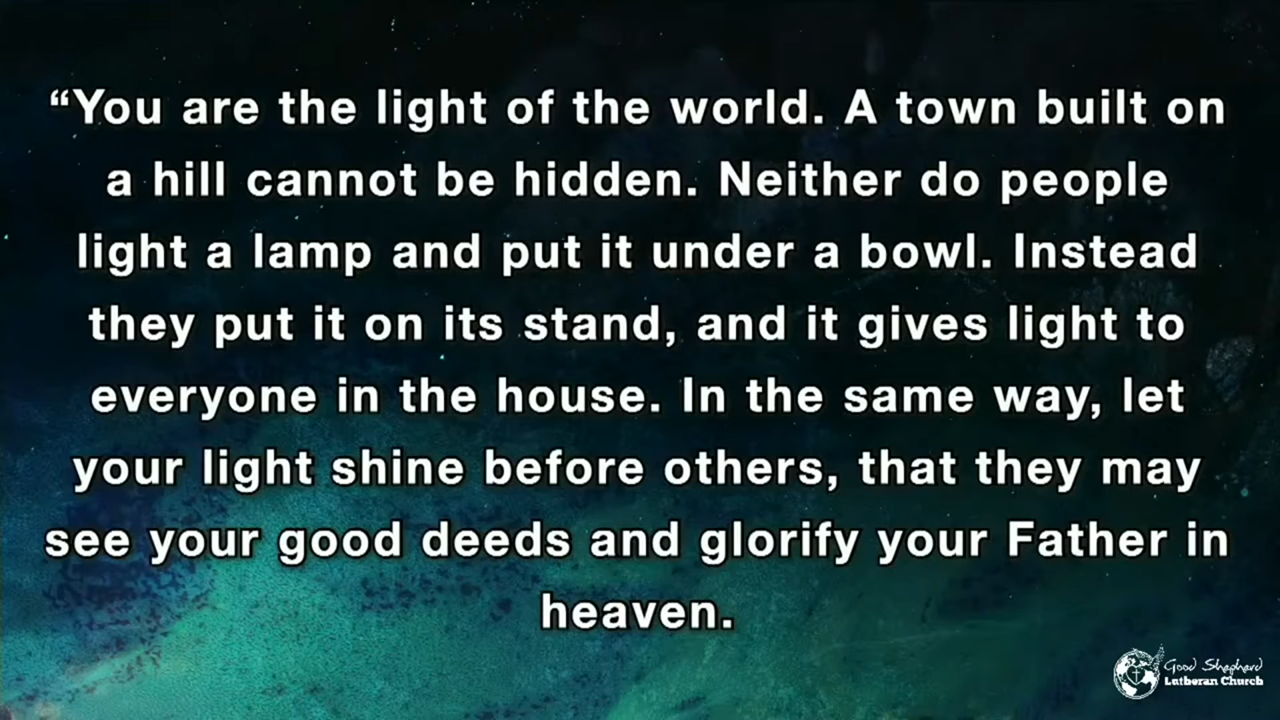 “You are the light of the world. A town built on
a hill cannot be hidden. Neither do people
light a lamp and put it under a bowl. Instead
they put it on its stand, and it gives light to
everyone in the house. In the same way, let
your light shine before others, that they may
see your good deeds and glorify your Father in
heaven.
Good Shepherd
Lutheran Church